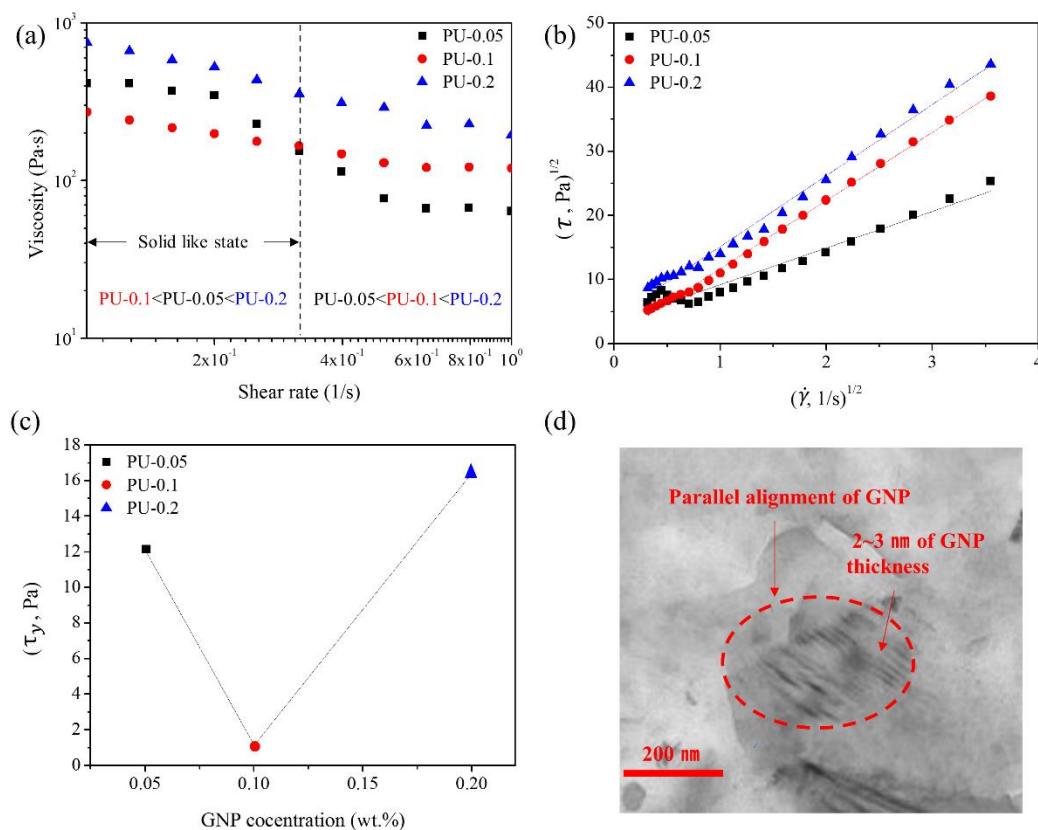 (a)
10³
10²
10¹
Viscosity (Pa·s)
PU-0.05
PU-0.1
PU-0.2
Solid like state
PU-0.1<PU-0.05<PU-0.2
PU-0.05<PU-0.1<PU-0.2
2x10⁻¹
4x10⁻¹
6x10⁻¹
8x10⁻¹
10⁰
Shear rate (1/s)
(b)
50
40
30
20
10
0
(τ, Pa)^1/2
PU-0.05
PU-0.1
PU-0.2
0
1
2
3
4
(γ̇, 1/s)^1/2
(c)
18
16
14
12
10
8
6
4
2
0
(τy, Pa)
PU-0.05
PU-0.1
PU-0.2
0.05
0.10
0.15
0.20
GNP cocentration (wt.%)
(d)
Parallel alignment of GNP
2~3 ㎚ of GNP
thickness
200 ㎚